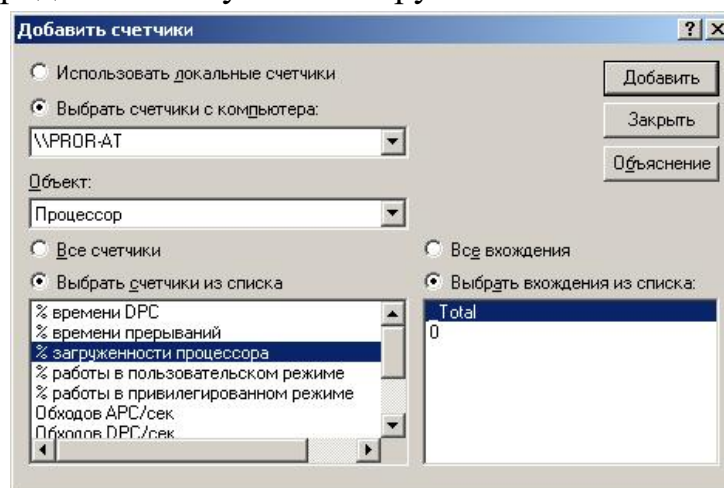 Добавить счетчики
Использовать локальные счетчики
Выбрать счетчики с компьютера:
\\PROR-AT
Объект:
Процессор
Все счетчики
Выбрать счетчики из списка
% времени DPC
% времени прерываний
% загруженности процессора
% работы в пользовательском режиме
% работы в привилегированном режиме
Обходов APC/сек
Обходов DPC/сек
Все вхождения
Выбрать вхождения из списка:
_Total
0
Добавить
Закрыть
Объяснение